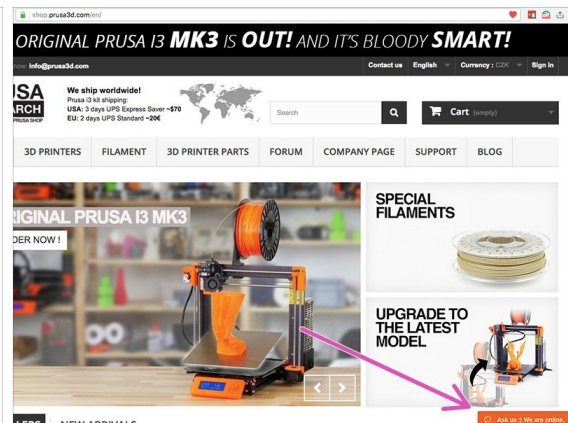 shop.prusa3d.com/en/
ORIGINAL PRUSA I3 MK3 IS OUT! AND IT'S BLOODY SMART!
now: info@prusa3d.com
Contact us English Currency : CZK Sign in
USA
ARCH
PRUSA SHOP
We ship worldwide!
Prusa i3 kit shipping:
USA: 3 days UPS Express Saver ~$70
EU: 2 days UPS Standard ~20€
Search
Cart (empty)
3D PRINTERS FILAMENT 3D PRINTER PARTS FORUM COMPANY PAGE SUPPORT BLOG
RIGINAL PRUSA I3 MK3
DER NOW !
SPECIAL
FILAMENTS
UPGRADE TO
THE LATEST
MODEL
LERS NEW ARRIVALS
Ask us :) We are online.